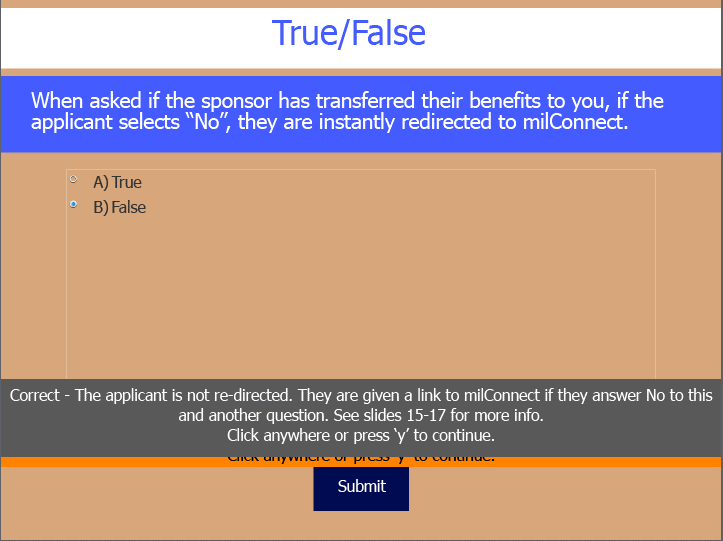 True/False
When asked if the sponsor has transferred their benefits to you, if the
applicant selects “No”, they are instantly redirected to milConnect.
A) True
B) False
Correct - The applicant is not re-directed. They are given a link to milConnect if they answer No to this
and another question. See slides 15-17 for more info.
Click anywhere or press ‘y’ to continue.
Click anywhere or press ‘y’ to continue.
Submit